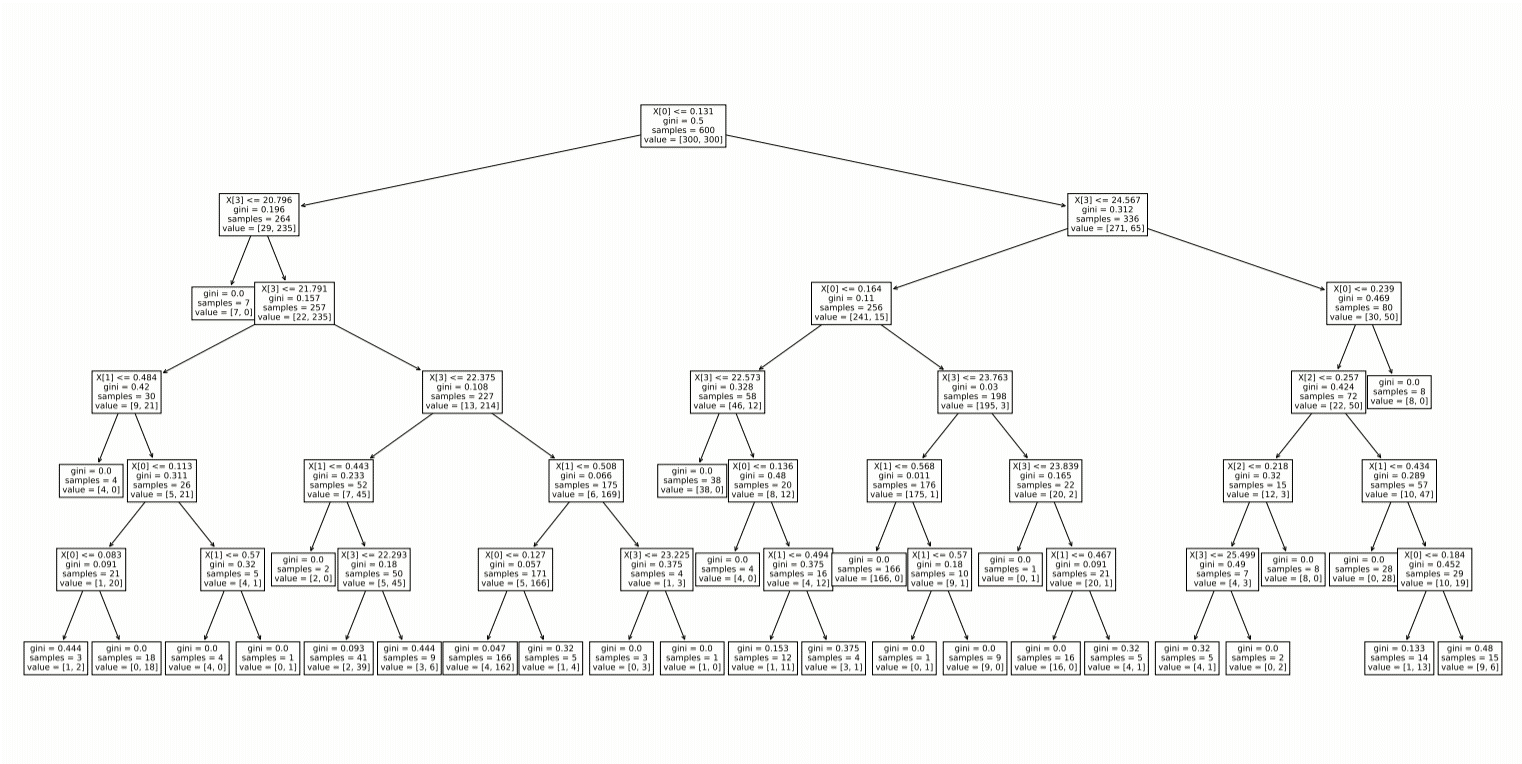 X[0] <= 0.131
gini = 0.5
samples = 600
value = [300, 300]
X[3] <= 20.796
gini = 0.196
samples = 264
value = [29, 235]
X[3] <= 24.567
gini = 0.312
samples = 336
value = [271, 65]
gini = 0.0
samples = 7
value = [7, 0]
X[3] <= 21.791
gini = 0.157
samples = 257
value = [22, 235]
X[0] <= 0.164
gini = 0.11
samples = 256
value = [241, 15]
X[0] <= 0.239
gini = 0.469
samples = 80
value = [30, 50]
X[1] <= 0.484
gini = 0.42
samples = 30
value = [9, 21]
X[3] <= 22.375
gini = 0.108
samples = 227
value = [13, 214]
X[3] <= 22.573
gini = 0.328
samples = 58
value = [46, 12]
X[3] <= 23.763
gini = 0.03
samples = 198
value = [195, 3]
X[2] <= 0.257
gini = 0.424
samples = 72
value = [22, 50]
gini = 0.0
samples = 8
value = [8, 0]
gini = 0.0
samples = 4
value = [4, 0]
X[0] <= 0.113
gini = 0.311
samples = 26
value = [5, 21]
X[1] <= 0.443
gini = 0.233
samples = 52
value = [7, 45]
X[1] <= 0.508
gini = 0.066
samples = 175
value = [6, 169]
gini = 0.0
samples = 38
value = [38, 0]
X[0] <= 0.136
gini = 0.48
samples = 20
value = [8, 12]
X[1] <= 0.568
gini = 0.011
samples = 176
value = [175, 1]
X[3] <= 23.839
gini = 0.165
samples = 22
value = [20, 2]
X[2] <= 0.218
gini = 0.32
samples = 15
value = [12, 3]
X[1] <= 0.434
gini = 0.289
samples = 57
value = [10, 47]
X[0] <= 0.083
gini = 0.091
samples = 21
value = [1, 20]
X[1] <= 0.57
gini = 0.32
samples = 5
value = [4, 1]
gini = 0.0
samples = 2
value = [2, 0]
X[3] <= 22.293
gini = 0.18
samples = 50
value = [5, 45]
X[0] <= 0.127
gini = 0.057
samples = 171
value = [5, 166]
X[3] <= 23.225
gini = 0.375
samples = 4
value = [1, 3]
gini = 0.0
samples = 4
value = [4, 0]
X[1] <= 0.494
gini = 0.375
samples = 16
value = [4, 12]
gini = 0.0
samples = 166
value = [166, 0]
X[1] <= 0.57
gini = 0.18
samples = 10
value = [9, 1]
gini = 0.0
samples = 1
value = [0, 1]
X[1] <= 0.467
gini = 0.091
samples = 21
value = [20, 1]
X[3] <= 25.499
gini = 0.49
samples = 7
value = [4, 3]
gini = 0.0
samples = 8
value = [8, 0]
gini = 0.0
samples = 28
value = [0, 28]
X[0] <= 0.184
gini = 0.452
samples = 29
value = [10, 19]
gini = 0.444
samples = 3
value = [1, 2]
gini = 0.0
samples = 18
value = [0, 18]
gini = 0.0
samples = 4
value = [4, 0]
gini = 0.0
samples = 1
value = [0, 1]
gini = 0.093
samples = 41
value = [2, 39]
gini = 0.444
samples = 9
value = [3, 6]
gini = 0.047
samples = 166
value = [4, 162]
gini = 0.32
samples = 5
value = [1, 4]
gini = 0.0
samples = 3
value = [0, 3]
gini = 0.0
samples = 1
value = [1, 0]
gini = 0.153
samples = 12
value = [1, 11]
gini = 0.375
samples = 4
value = [3, 1]
gini = 0.0
samples = 1
value = [0, 1]
gini = 0.0
samples = 9
value = [9, 0]
gini = 0.0
samples = 16
value = [16, 0]
gini = 0.32
samples = 5
value = [4, 1]
gini = 0.32
samples = 5
value = [4, 1]
gini = 0.0
samples = 2
value = [0, 2]
gini = 0.133
samples = 14
value = [1, 13]
gini = 0.48
samples = 15
value = [9, 6]